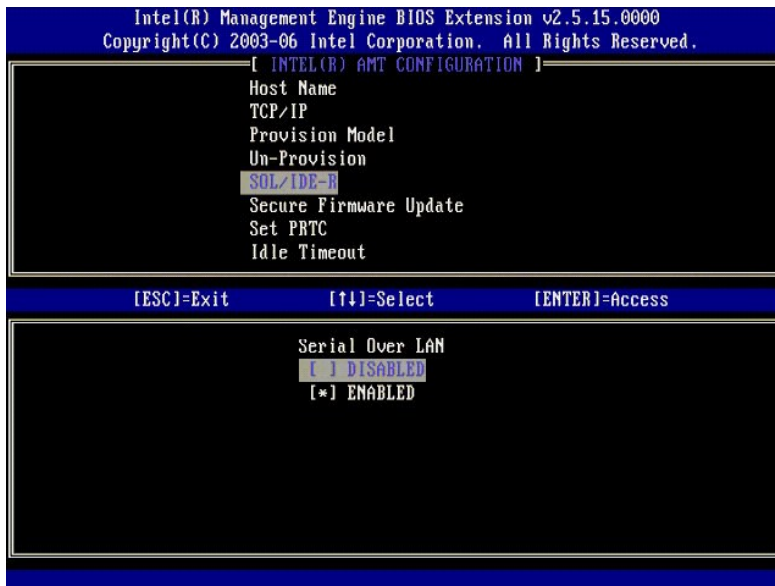 Intel(R) Management Engine BIOS Extension v2.5.15.0000
Copyright(C) 2003-06 Intel Corporation. All Rights Reserved.
[ INTEL(R) AMT CONFIGURATION ]
Host Name
TCP/IP
Provision Model
Un-Provision
SOL/IDE-R
Secure Firmware Update
Set PRTC
Idle Timeout
[ESC]=Exit [↑↓]=Select [ENTER]=Access
Serial Over LAN
[ ] DISABLED
[*] ENABLED